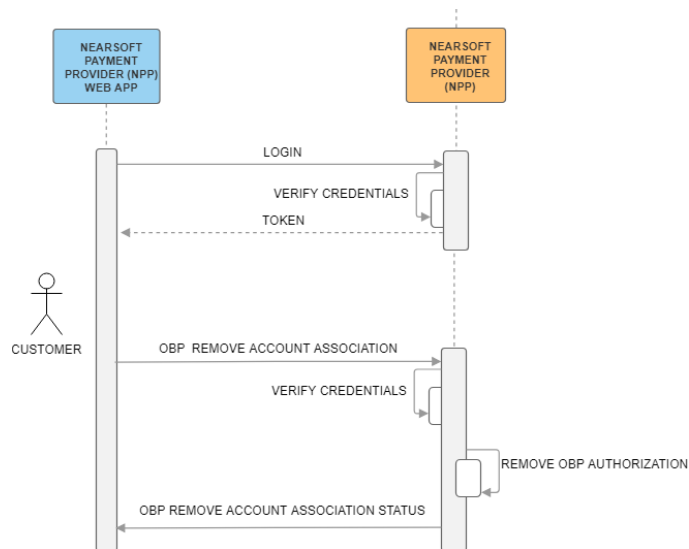 NEARSOFT
PAYMENT
PROVIDER (NPP)
WEB APP
NEARSOFT
PAYMENT
PROVIDER
(NPP)
LOGIN
VERIFY CREDENTIALS
TOKEN
CUSTOMER
OBP REMOVE ACCOUNT ASSOCIATION
VERIFY CREDENTIALS
REMOVE OBP AUTHORIZATION
OBP REMOVE ACCOUNT ASSOCIATION STATUS